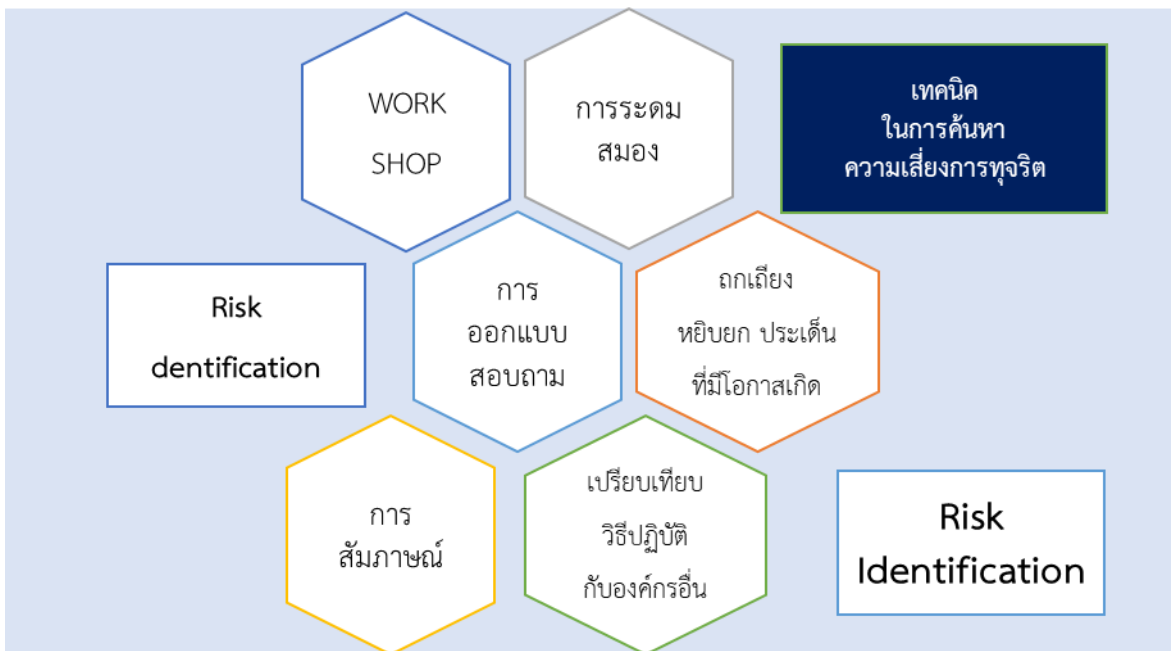 WORK
SHOP
การระดม
สมอง
เทคนิค
ในการค้นหา
ความเสี่ยงการทุจริต
Risk
dentification
การ
ออกแบบ
สอบถาม
ถกเถียง
หยิบยก ประเด็น
ที่มีโอกาสเกิด
การ
สัมภาษณ์
เปรียบเทียบ
วิธีปฏิบัติ
กับองค์กรอื่น
Risk
Identification